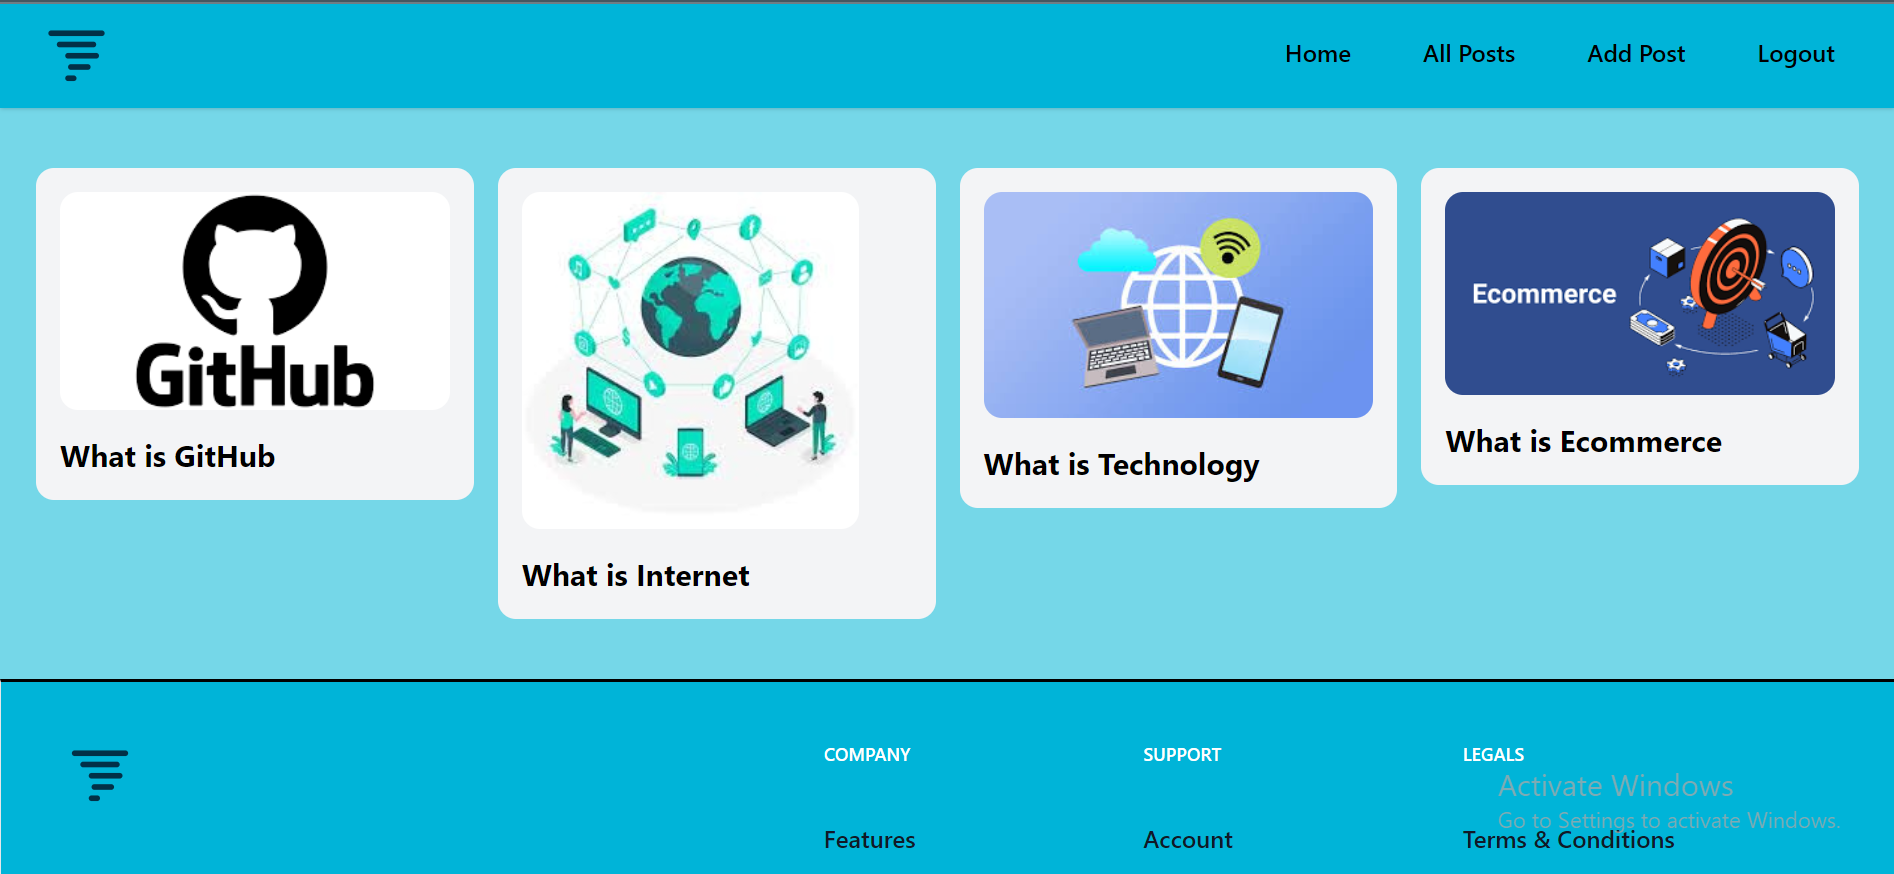 Home
All Posts
Add Post
Logout
GitHub
What is GitHub
What is Internet
What is Technology
Ecommerce
What is Ecommerce
COMPANY
SUPPORT
LEGALS
Activate Windows
Go to Settings to activate Windows.
Features
Account
Terms & Conditions